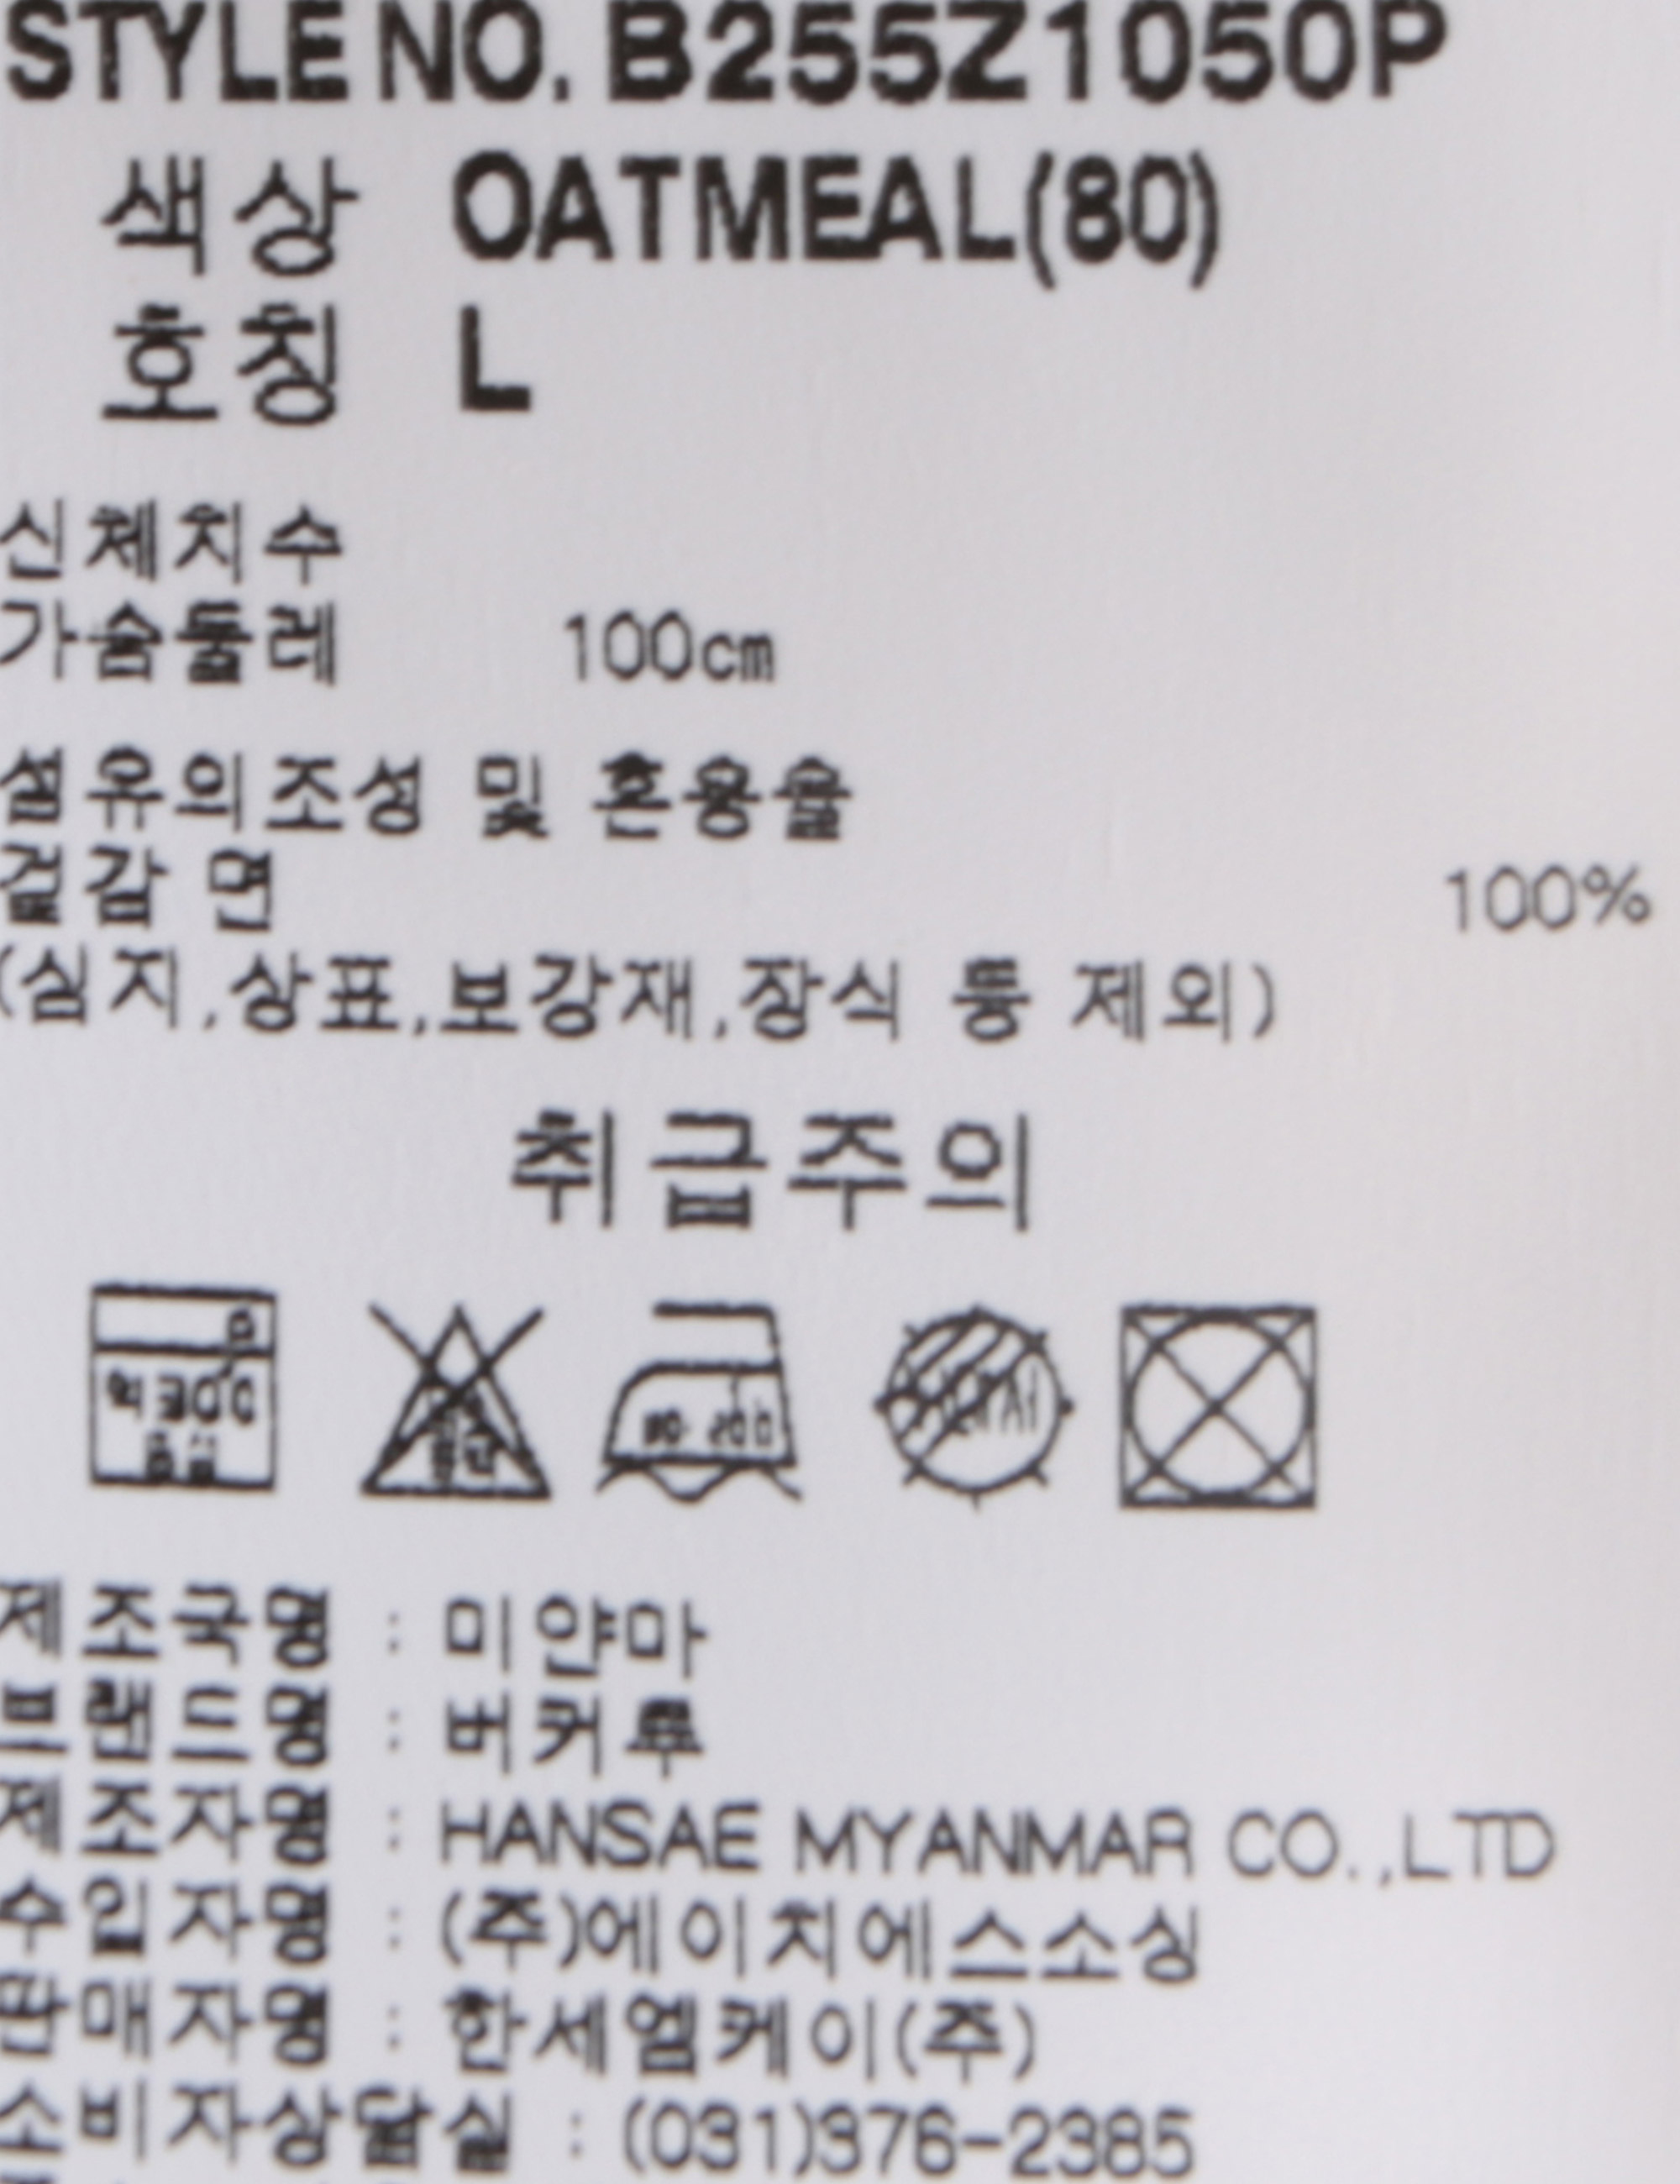 STYLE NO. B255Z1050P
색상 OATMEAL(80)
호칭 L
신체치수
가슴둘레 100cm
섬유의조성 및 혼용율
겉감 면 100%
(심지,상표,보강재,장식 등 제외)
취급주의
제조국명 : 미얀마
브랜드명 : 버커루
제조자명 : HANSAE MYANMAR CO.,LTD
수입자명 : (주)에이치에스소싱
판매자명 : 한세엠케이(주)
소비자상담실 : (031)376-2385